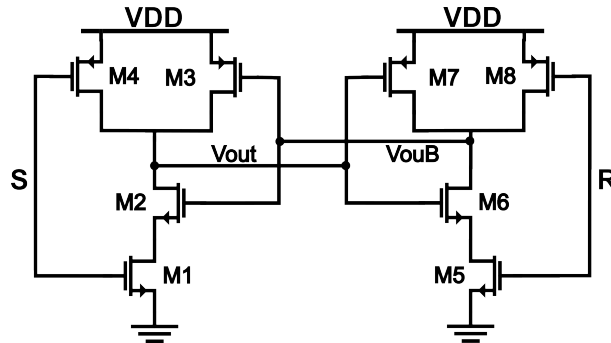 VDD VDD
M4 M3 M7 M8
Vout VouB
S R
M2 M6
M1 M5